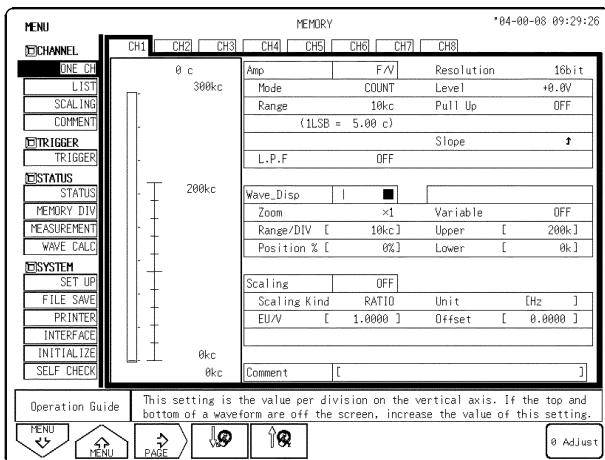 MENU MEMORY '04-00-08 09:29:26
CHANNEL CH1 CH2 CH3 CH4 CH5 CH6 CH7 CH8
ONE CH
LIST
SCALING
COMMENT
TRIGGER
TRIGGER
STATUS
STATUS
MEMORY DIV
MEASUREMENT
WAVE CALC
SYSTEM
SET UP
FILE SAVE
PRINTER
INTERFACE
INITIALIZE
SELF CHECK
0 c
300kc
200kc
0kc
0kc
Amp F/V Resolution 16bit
Mode COUNT Level +0.0V
Range 10kc Pull Up OFF
(1LSB = 5.00 c)
Slope ↑
L.P.F OFF
Wave_Disp | ■
Zoom ×1 Variable OFF
Range/DIV [ 10kc] Upper [ 200k]
Position % [ 0%] Lower [ 0k]
Scaling OFF
Scaling Kind RATIO Unit [Hz ]
EU/V [ 1.0000 ] Offset [ 0.0000 ]
Comment [ ]
Operation Guide This setting is the value per division on the vertical axis. If the top and
bottom of a waveform are off the screen, increase the value of this setting.
MENU MENU PAGE 0 Adjust